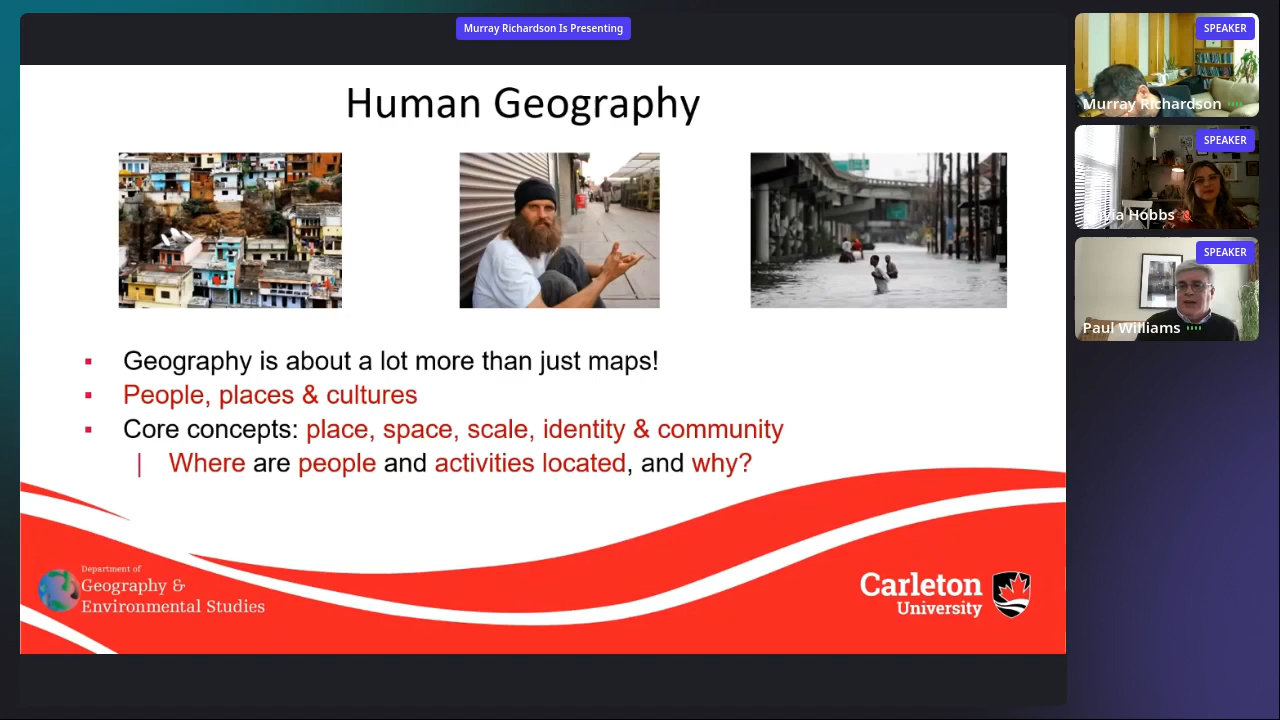 Murray Richardson Is Presenting
Human Geography
▪ Geography is about a lot more than just maps!
▪ People, places & cultures
▪ Core concepts: place, space, scale, identity & community
| Where are people and activities located, and why?
Department of
Geography &
Environmental Studies
Carleton
University
SPEAKER
Murray Richardson
SPEAKER
Hobbs
SPEAKER
Paul Williams